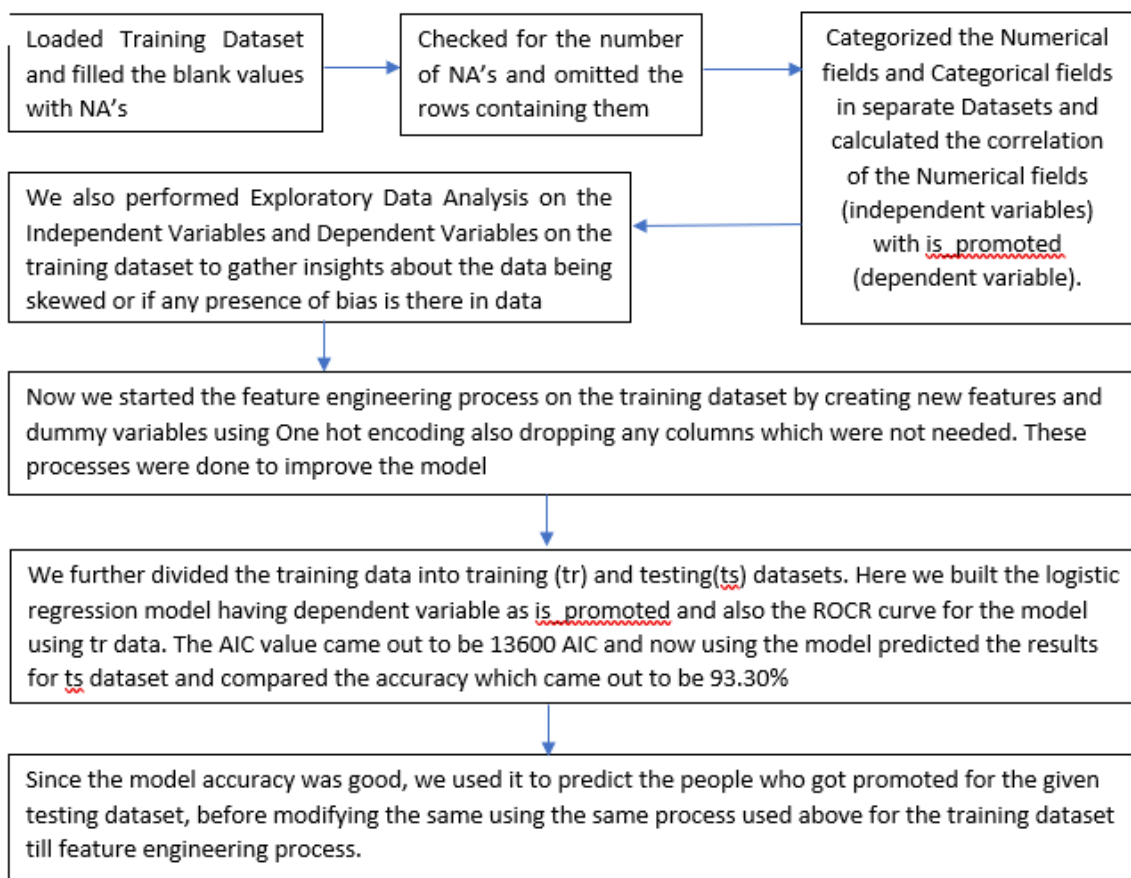 Loaded Training Dataset
and filled the blank values
with NA's
Checked for the number
of NA's and omitted the
rows containing them
Categorized the Numerical
fields and Categorical fields
in separate Datasets and
calculated the correlation
of the Numerical fields
(independent variables)
with is_promoted
(dependent variable).
We also performed Exploratory Data Analysis on the
Independent Variables and Dependent Variables on the
training dataset to gather insights about the data being
skewed or if any presence of bias is there in data
Now we started the feature engineering process on the training dataset by creating new features and
dummy variables using One hot encoding also dropping any columns which were not needed. These
processes were done to improve the model
We further divided the training data into training (tr) and testing(ts) datasets. Here we built the logistic
regression model having dependent variable as is_promoted and also the ROCR curve for the model
using tr data. The AIC value came out to be 13600 AIC and now using the model predicted the results
for ts dataset and compared the accuracy which came out to be 93.30%
Since the model accuracy was good, we used it to predict the people who got promoted for the given
testing dataset, before modifying the same using the same process used above for the training dataset
till feature engineering process.